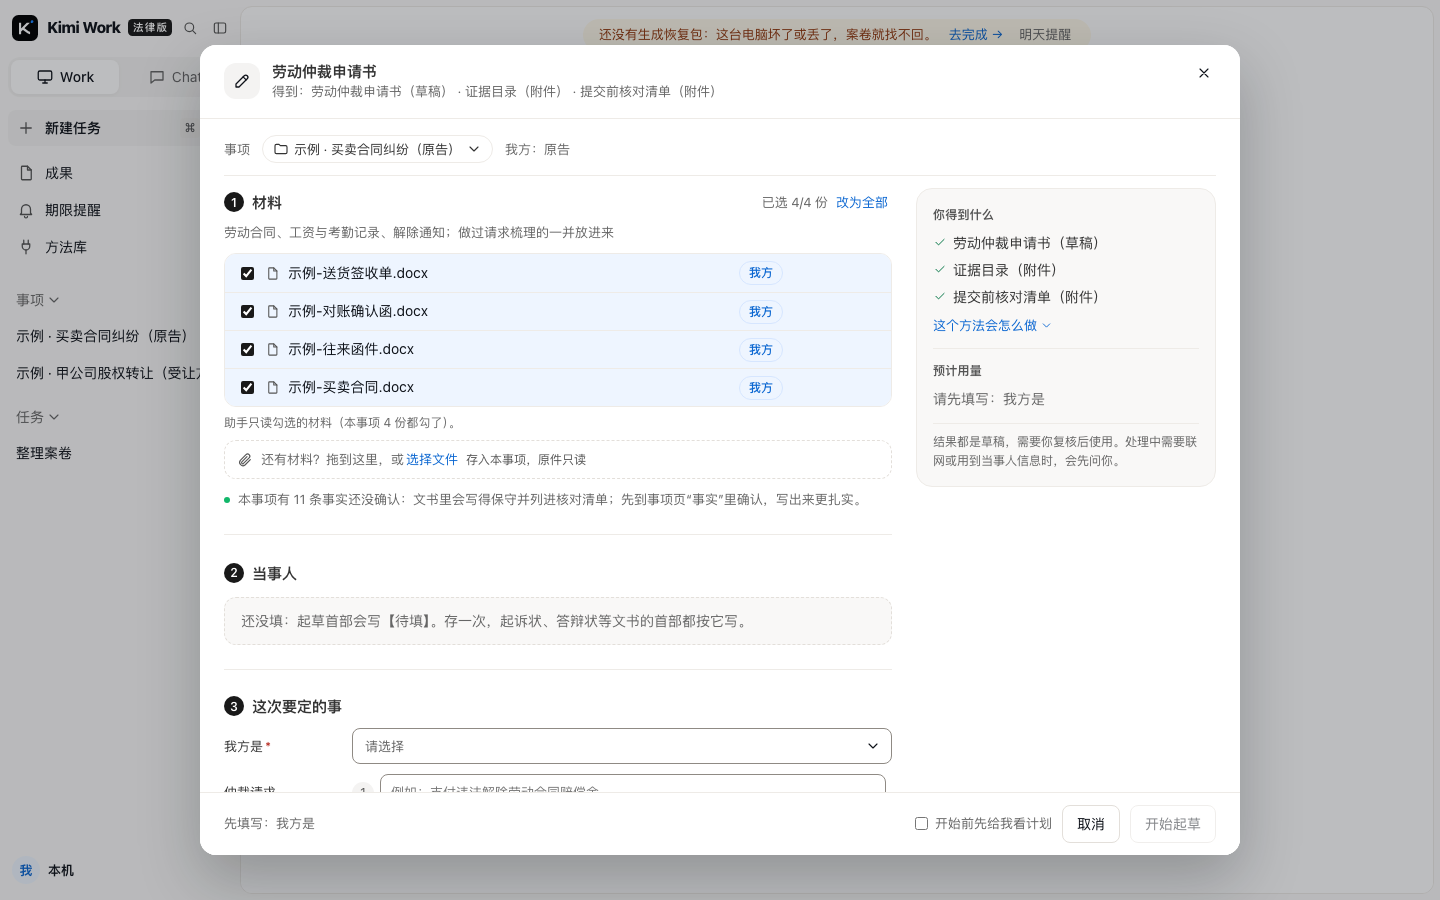 Kimi Work 法律版
还没有生成恢复包：这台电脑坏了或丢了，案卷就找不回。 去完成 → 明天提醒
Work
Chat
新建任务 ⌘
成果
期限提醒
方法库
事项
示例 · 买卖合同纠纷（原告）
示例 · 甲公司股权转让（受让
任务
整理案卷
我 本机
劳动仲裁申请书
得到：劳动仲裁申请书（草稿） · 证据目录（附件） · 提交前核对清单（附件）
事项 示例 · 买卖合同纠纷（原告） 我方：原告
1 材料 已选 4/4 份 改为全部
劳动合同、工资与考勤记录、解除通知；做过请求梳理的一并放进来
示例-送货签收单.docx 我方
示例-对账确认函.docx 我方
示例-往来函件.docx 我方
示例-买卖合同.docx 我方
助手只读勾选的材料（本事项 4 份都勾了）。
还有材料？拖到这里，或 选择文件 存入本事项，原件只读
本事项有 11 条事实还没确认：文书里会写得保守并列进核对清单；先到事项页“事实”里确认，写出来更扎实。
2 当事人
还没填：起草首部会写【待填】。存一次，起诉状、答辩状等文书的首部都按它写。
3 这次要定的事
我方是 * 请选择
仲裁请求 1 例如：支付违法解除劳动合同赔偿金
你得到什么
劳动仲裁申请书（草稿）
证据目录（附件）
提交前核对清单（附件）
这个方法会怎么做
预计用量
请先填写：我方是
结果都是草稿，需要你复核后使用。处理中需要联
网或用到当事人信息时，会先问你。
先填写：我方是 开始前先给我看计划 取消 开始起草